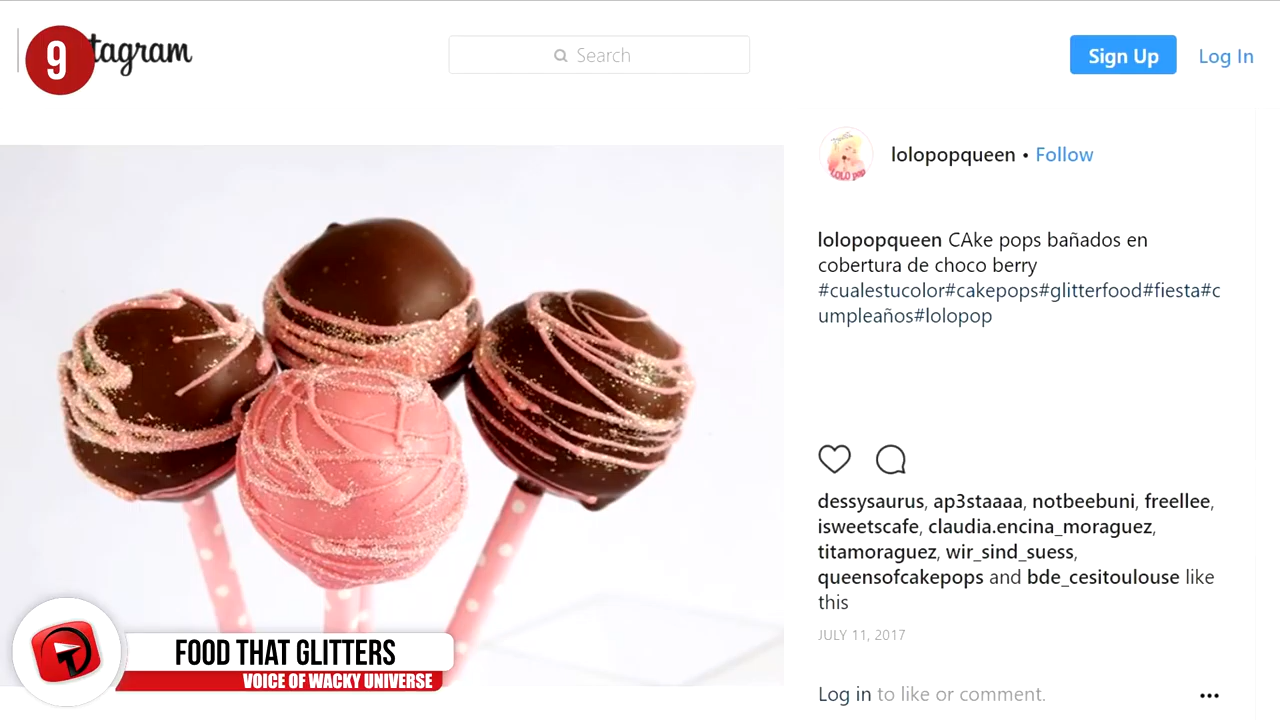 9
tagram
Search
Sign Up
Log In
lolopopqueen • Follow
lolopopqueen CAke pops bañados en
cobertura de choco berry
#cualestucolor#cakepops#glitterfood#fiesta#c
umpleaños#lolopop
dessysaurus, ap3staaaa, notbeebuni, freellee,
isweetscafe, claudia.encina_moraguez,
titamoraguez, wir_sind_suess,
queensofcakepops and bde_cesitoulouse like
this
JULY 11, 2017
Log in to like or comment.
FOOD THAT GLITTERS
VOICE OF WACKY UNIVERSE